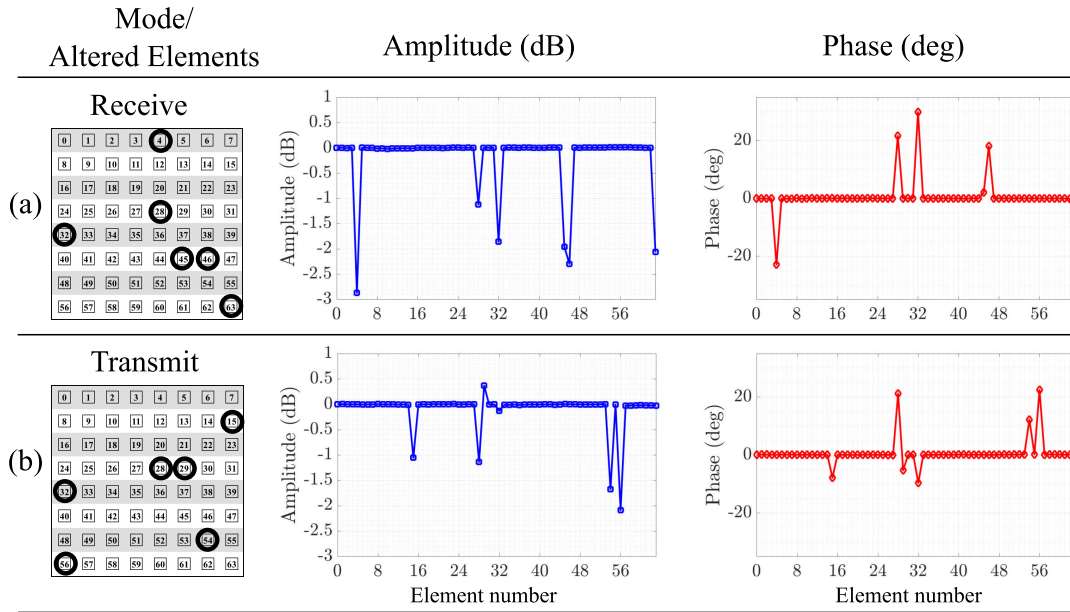 Mode/
Altered Elements
Amplitude (dB)
Phase (deg)
Receive
(a)
0 1 2 3 4 5 6 7
8 9 10 11 12 13 14 15
16 17 18 19 20 21 22 23
24 25 26 27 28 29 30 31
32 33 34 35 36 37 38 39
40 41 42 43 44 45 46 47
48 49 50 51 52 53 54 55
56 57 58 59 60 61 62 63
Amplitude (dB)
1
0.5
0
-0.5
-1
-1.5
-2
-2.5
-3
0 8 16 24 32 40 48 56
Phase (deg)
20
0
-20
0 8 16 24 32 40 48 56
Transmit
(b)
0 1 2 3 4 5 6 7
8 9 10 11 12 13 14 15
16 17 18 19 20 21 22 23
24 25 26 27 28 29 30 31
32 33 34 35 36 37 38 39
40 41 42 43 44 45 46 47
48 49 50 51 52 53 54 55
56 57 58 59 60 61 62 63
Amplitude (dB)
1
0.5
0
-0.5
-1
-1.5
-2
-2.5
-3
0 8 16 24 32 40 48 56
Element number
Phase (deg)
20
0
-20
0 8 16 24 32 40 48 56
Element number